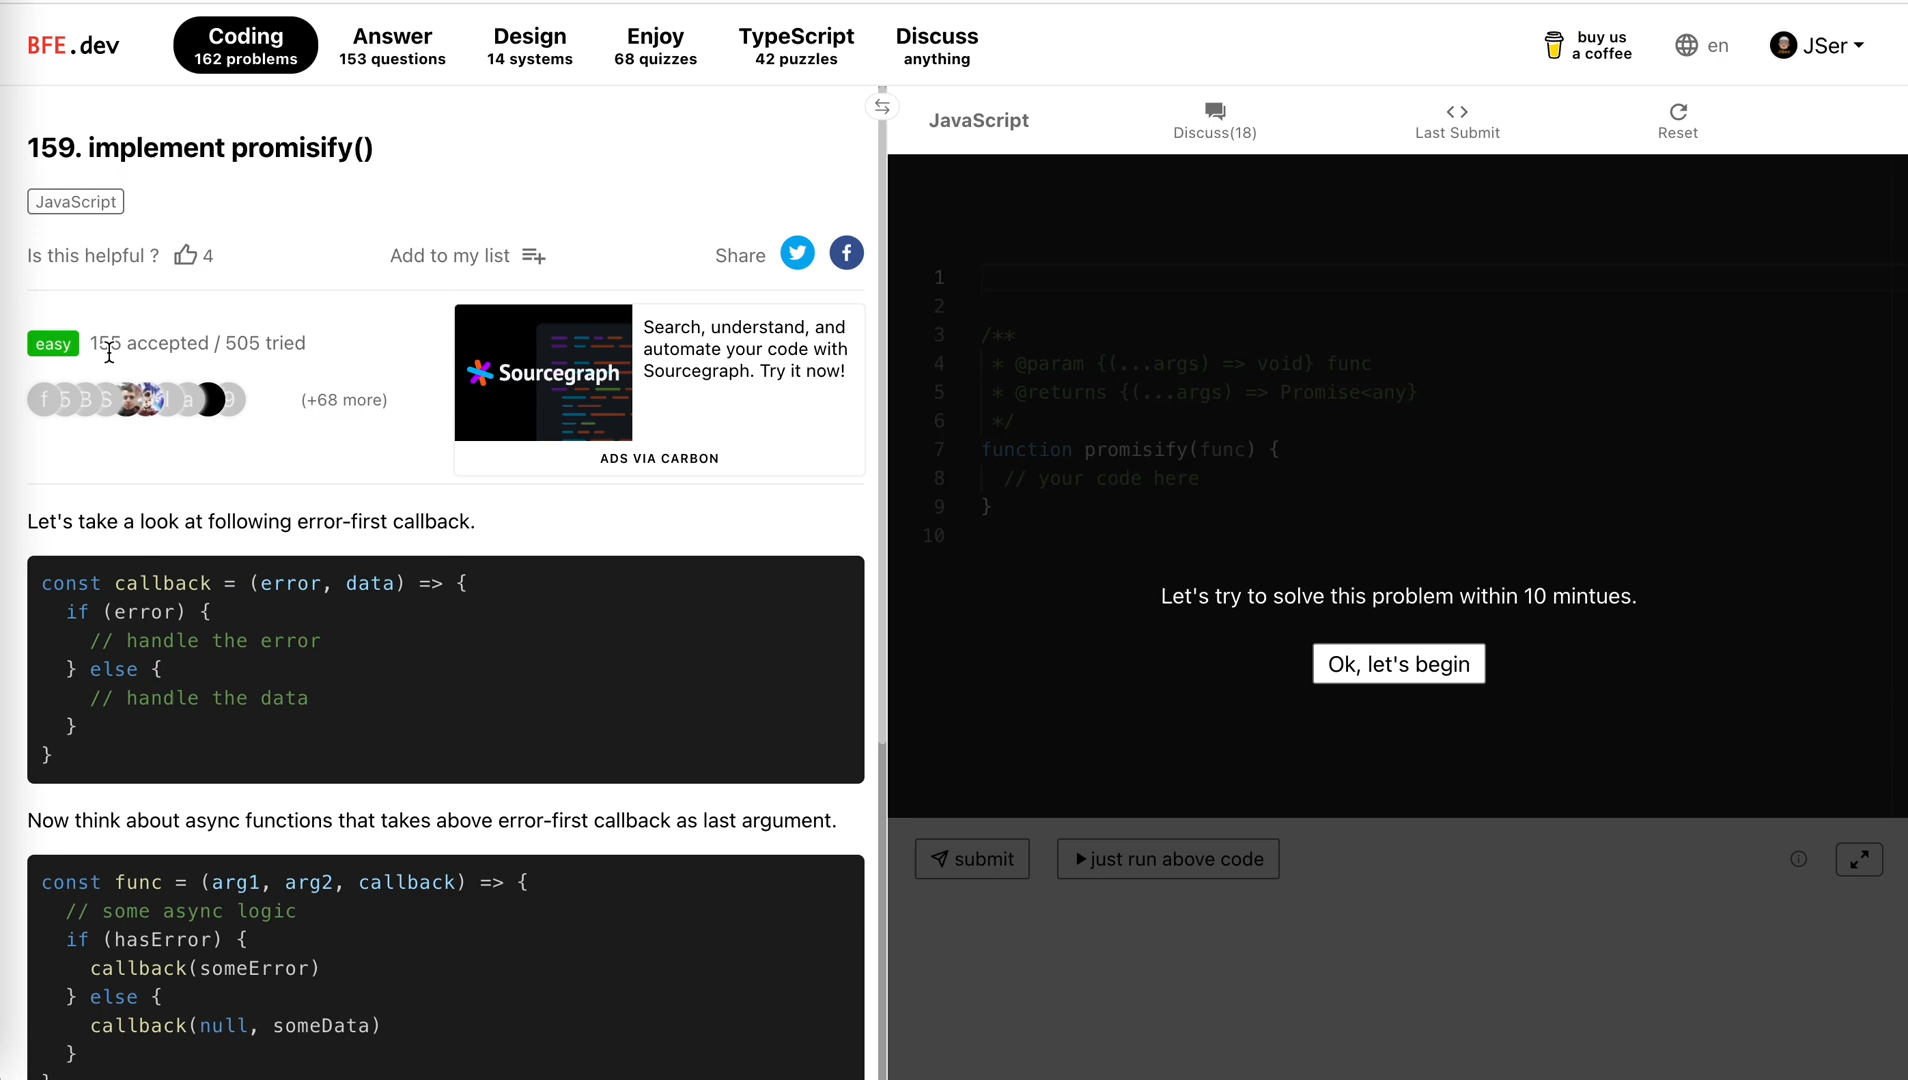 BFE.dev
Coding
162 problems
Answer
153 questions
Design
14 systems
Enjoy
68 quizzes
TypeScript
42 puzzles
Discuss
anything
buy us
a coffee
en
JSer
159. implement promisify()
JavaScript
Is this helpful ? 4
Add to my list
Share
easy 155 accepted / 505 tried
f 5 B S a 9 (+68 more)
Sourcegraph
Search, understand, and
automate your code with
Sourcegraph. Try it now!
ADS VIA CARBON
Let's take a look at following error-first callback.
const callback = (error, data) => {
if (error) {
// handle the error
} else {
// handle the data
}
}
Now think about async functions that takes above error-first callback as last argument.
const func = (arg1, arg2, callback) => {
// some async logic
if (hasError) {
callback(someError)
} else {
callback(null, someData)
}
JavaScript
Discuss(18)
Last Submit
Reset
1
2
3 /**
4 * @param {(...args) => void} func
5 * @returns {(...args) => Promise<any>}
6 */
7 function promisify(func) {
8 // your code here
9 }
10
Let's try to solve this problem within 10 mintues.
Ok, let's begin
submit
just run above code